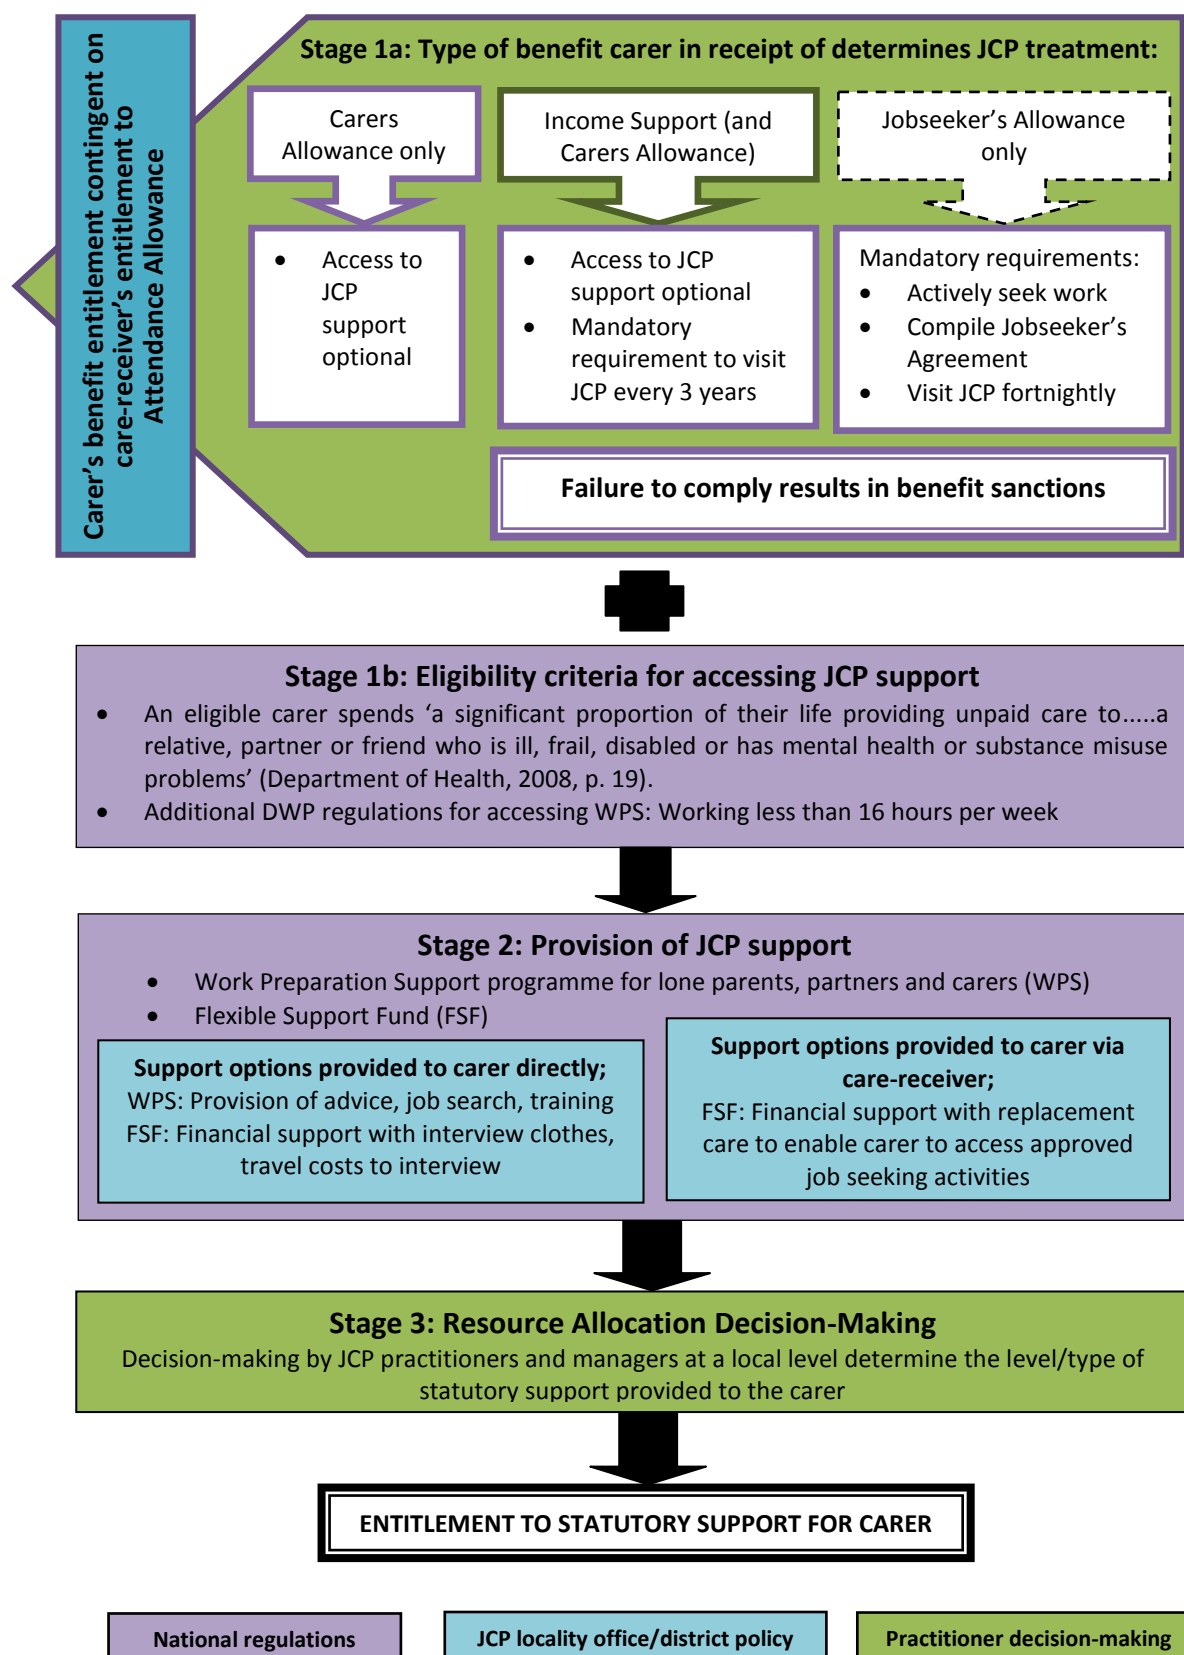 Carer’s benefit entitlement contingent on
care-receiver’s entitlement to
Attendance Allowance
Stage 1a: Type of benefit carer in receipt of determines JCP treatment:
Carers
Allowance only
Income Support (and
Carers Allowance)
Jobseeker’s Allowance
only
• Access to
JCP
support
optional
• Access to JCP
support optional
• Mandatory
requirement to visit
JCP every 3 years
Mandatory requirements:
• Actively seek work
• Compile Jobseeker’s
Agreement
• Visit JCP fortnightly
Failure to comply results in benefit sanctions
Stage 1b: Eligibility criteria for accessing JCP support
• An eligible carer spends ‘a significant proportion of their life providing unpaid care to…..a
relative, partner or friend who is ill, frail, disabled or has mental health or substance misuse
problems’ (Department of Health, 2008, p. 19).
• Additional DWP regulations for accessing WPS: Working less than 16 hours per week
Stage 2: Provision of JCP support
• Work Preparation Support programme for lone parents, partners and carers (WPS)
• Flexible Support Fund (FSF)
Support options provided to carer directly;
WPS: Provision of advice, job search, training
FSF: Financial support with interview clothes,
travel costs to interview
Support options provided to carer via
care-receiver;
FSF: Financial support with replacement
care to enable carer to access approved
job seeking activities
Stage 3: Resource Allocation Decision-Making
Decision-making by JCP practitioners and managers at a local level determine the level/type of
statutory support provided to the carer
ENTITLEMENT TO STATUTORY SUPPORT FOR CARER
National regulations
JCP locality office/district policy
Practitioner decision-making